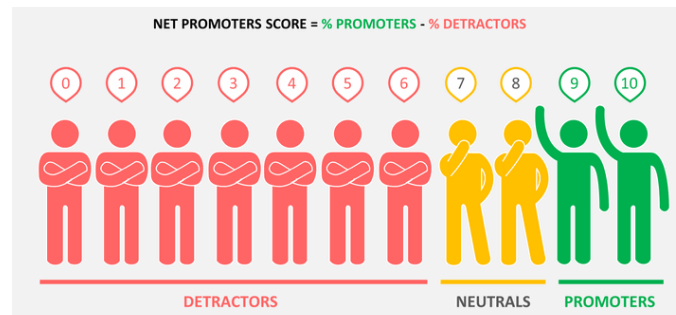 NET PROMOTERS SCORE = % PROMOTERS - % DETRACTORS
0 1 2 3 4 5 6 7 8 9 10
DETRACTORS NEUTRALS PROMOTERS